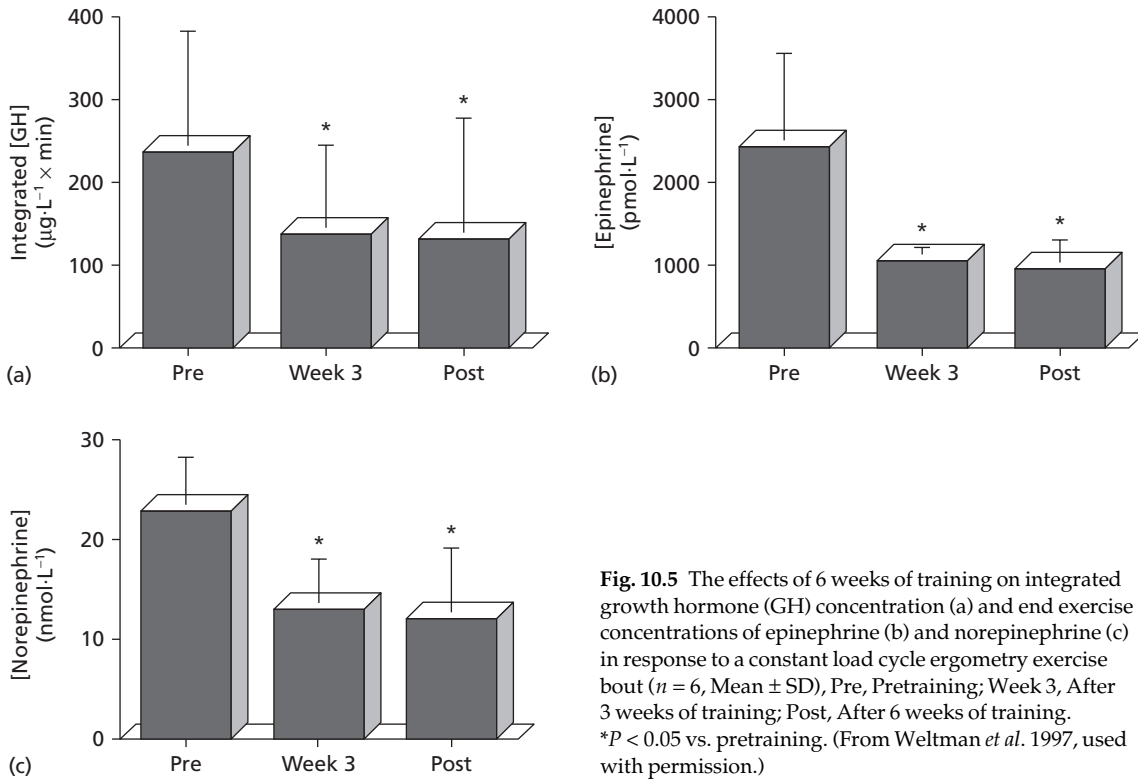 400
300
200
100
0
Integrated [GH]
(µg·L⁻¹ × min)
*
*
Pre
Week 3
Post
(a)
4000
3000
2000
1000
0
[Epinephrine]
(pmol·L⁻¹)
*
*
Pre
Week 3
Post
(b)
30
20
10
0
[Norepinephrine]
(nmol·L⁻¹)
*
*
Pre
Week 3
Post
(c)
Fig. 10.5 The effects of 6 weeks of training on integrated
growth hormone (GH) concentration (a) and end exercise
concentrations of epinephrine (b) and norepinephrine (c)
in response to a constant load cycle ergometry exercise
bout (n = 6, Mean ± SD), Pre, Pretraining; Week 3, After
3 weeks of training; Post, After 6 weeks of training.
*P < 0.05 vs. pretraining. (From Weltman et al. 1997, used
with permission.)